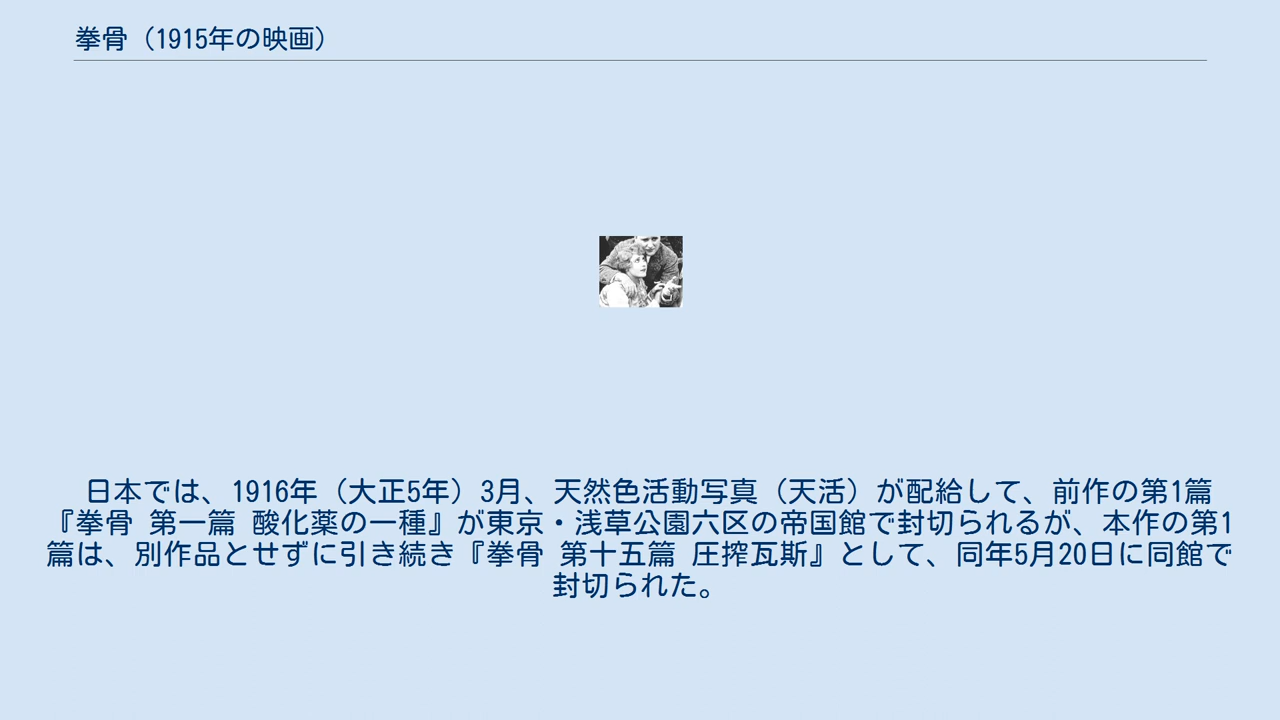 拳骨（1915年の映画）
日本では、1916年（大正5年）3月、天然色活動写真（天活）が配給して、前作の第1篇
『拳骨 第一篇 酸化薬の一種』が東京・浅草公園六区の帝国館で封切られるが、本作の第1
篇は、別作品とせずに引き続き『拳骨 第十五篇 圧搾瓦斯』として、同年5月20日に同館で
封切られた。